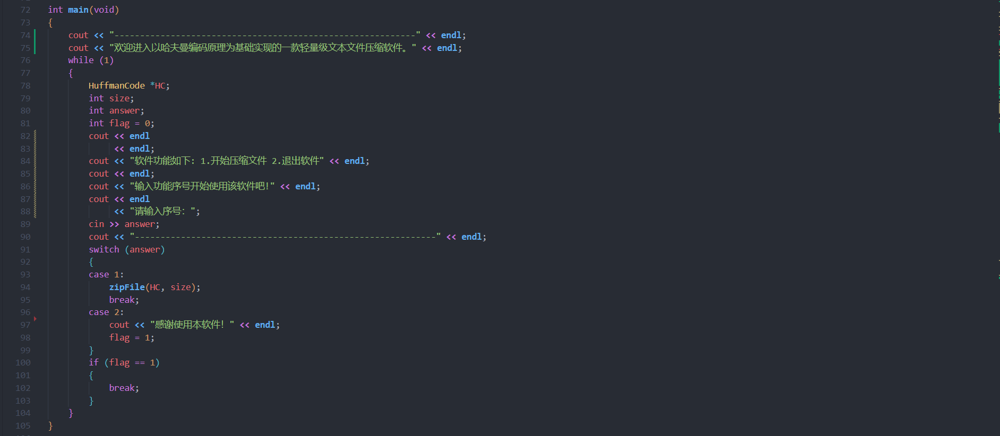 72 int main(void)
73 {
74 cout << "-----------------------------------------------------------" << endl;
75 cout << "欢迎进入以哈夫曼编码原理为基础实现的一款轻量级文本文件压缩软件。" << endl;
76 while (1)
77 {
78 HuffmanCode *HC;
79 int size;
80 int answer;
81 int flag = 0;
82 cout << endl
83 << endl;
84 cout << "软件功能如下: 1.开始压缩文件 2.退出软件" << endl;
85 cout << endl;
86 cout << "输入功能序号开始使用该软件吧!" << endl;
87 cout << endl
88 << "请输入序号：";
89 cin >> answer;
90 cout << "-----------------------------------------------------------" << endl;
91 switch (answer)
92 {
93 case 1:
94 zipFile(HC, size);
95 break;
96 case 2:
97 cout << "感谢使用本软件！" << endl;
98 flag = 1;
99 }
100 if (flag == 1)
101 {
102 break;
103 }
104 }
105 }